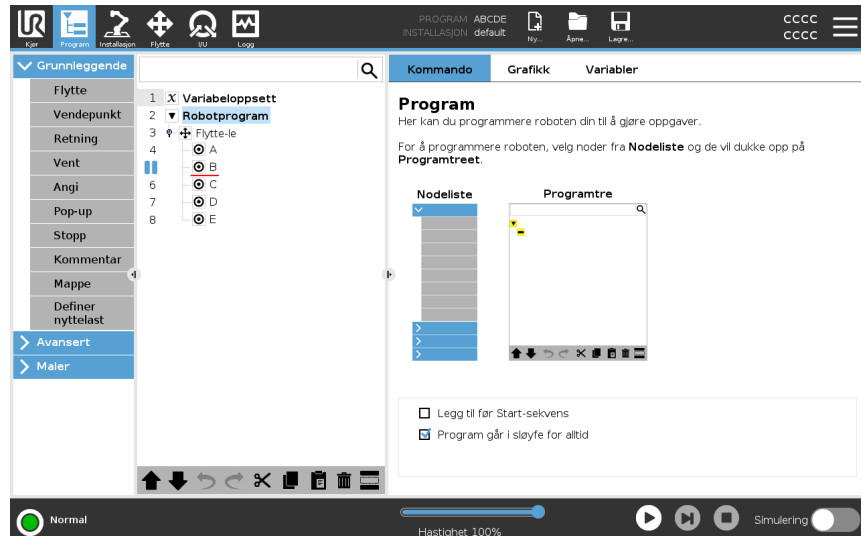 PROGRAM ABCDE
INSTALLASJON default
Kjør
Program
Installasjon
Flytte
I/U
Logg
Ny...
Åpne...
Lagre...
CCCC
CCCC
Grunnleggende
Flytte
Vendepunkt
Retning
Vent
Angi
Pop-up
Stopp
Kommentar
Mappe
Definer
nyttelast
Avansert
Maler
1 X Variabeloppsett
2 Robotprogram
3 Flytte-le
4 A
B
6 C
7 D
8 E
Kommando
Grafikk
Variabler
Program
Her kan du programmere roboten din til å gjøre oppgaver.
For å programmere roboten, velg noder fra Nodeliste og de vil dukke opp på
Programtreet.
Nodeliste
Programtre
Legg til før Start-sekvens
Program går i sløyfe for alltid
Normal
Hastighet 100%
Simulering